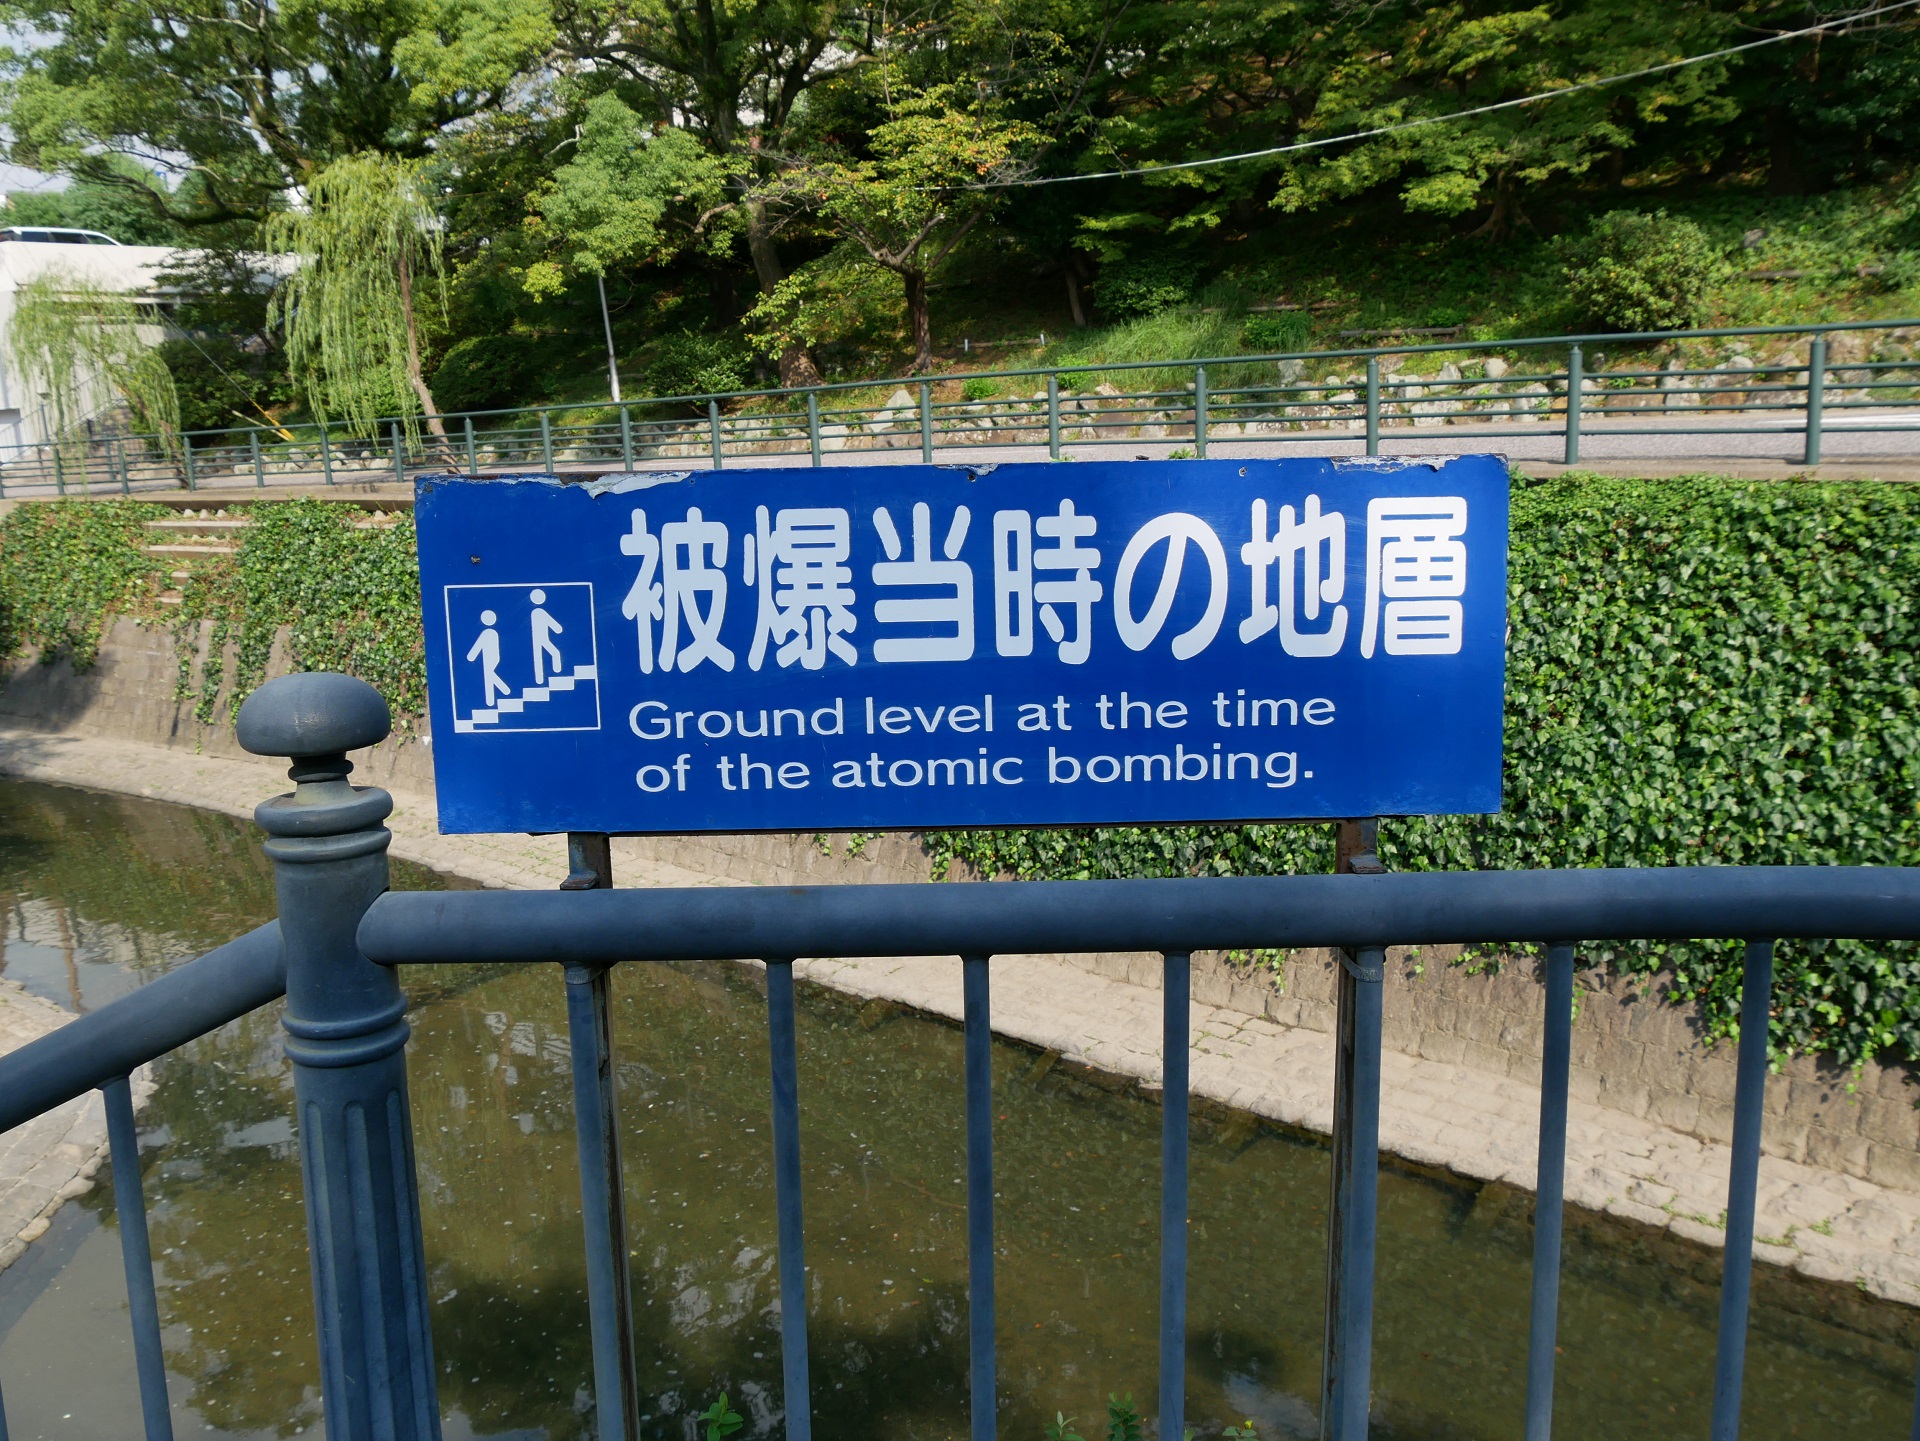 被爆当時の地層
Ground level at the time
of the atomic bombing.